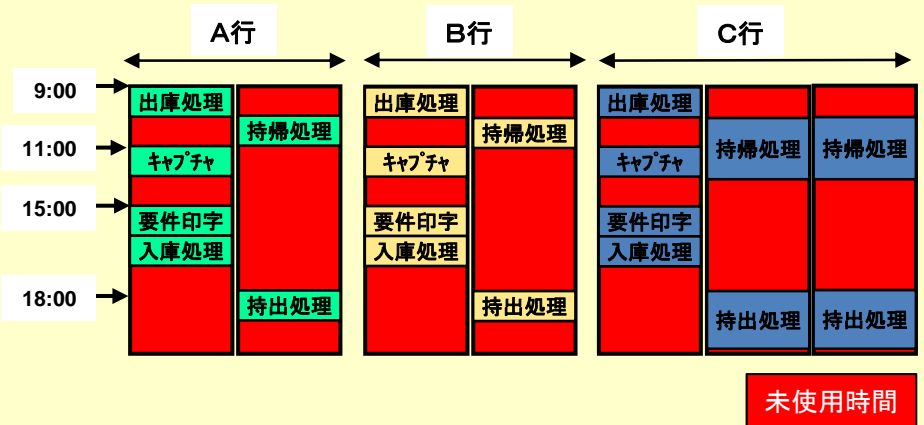 A行
B行
C行
9:00
11:00
15:00
18:00
出庫処理
キャプチャ
要件印字
入庫処理
持帰処理
持出処理
出庫処理
キャプチャ
要件印字
入庫処理
持帰処理
持出処理
出庫処理
キャプチャ
要件印字
入庫処理
持帰処理
持出処理
持帰処理
持出処理
未使用時間